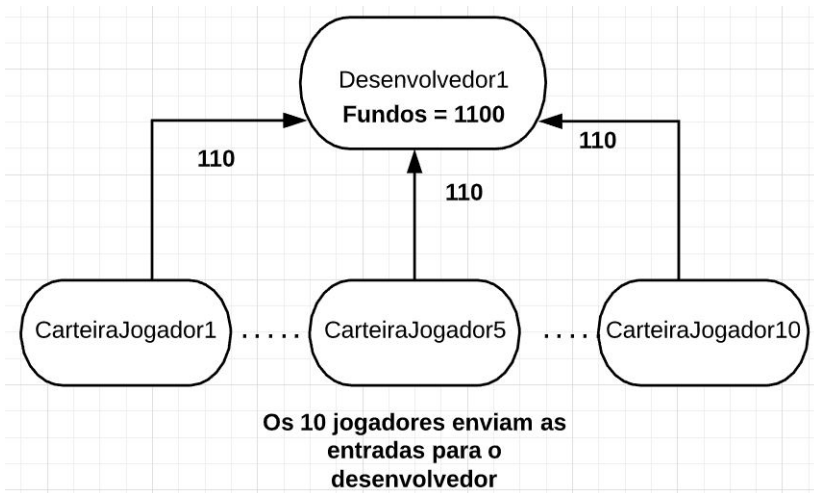 Desenvolvedor1
Fundos = 1100
110
110
110
CarteiraJogador1
.....
CarteiraJogador5
.....
CarteiraJogador10
Os 10 jogadores enviam as
entradas para o
desenvolvedor